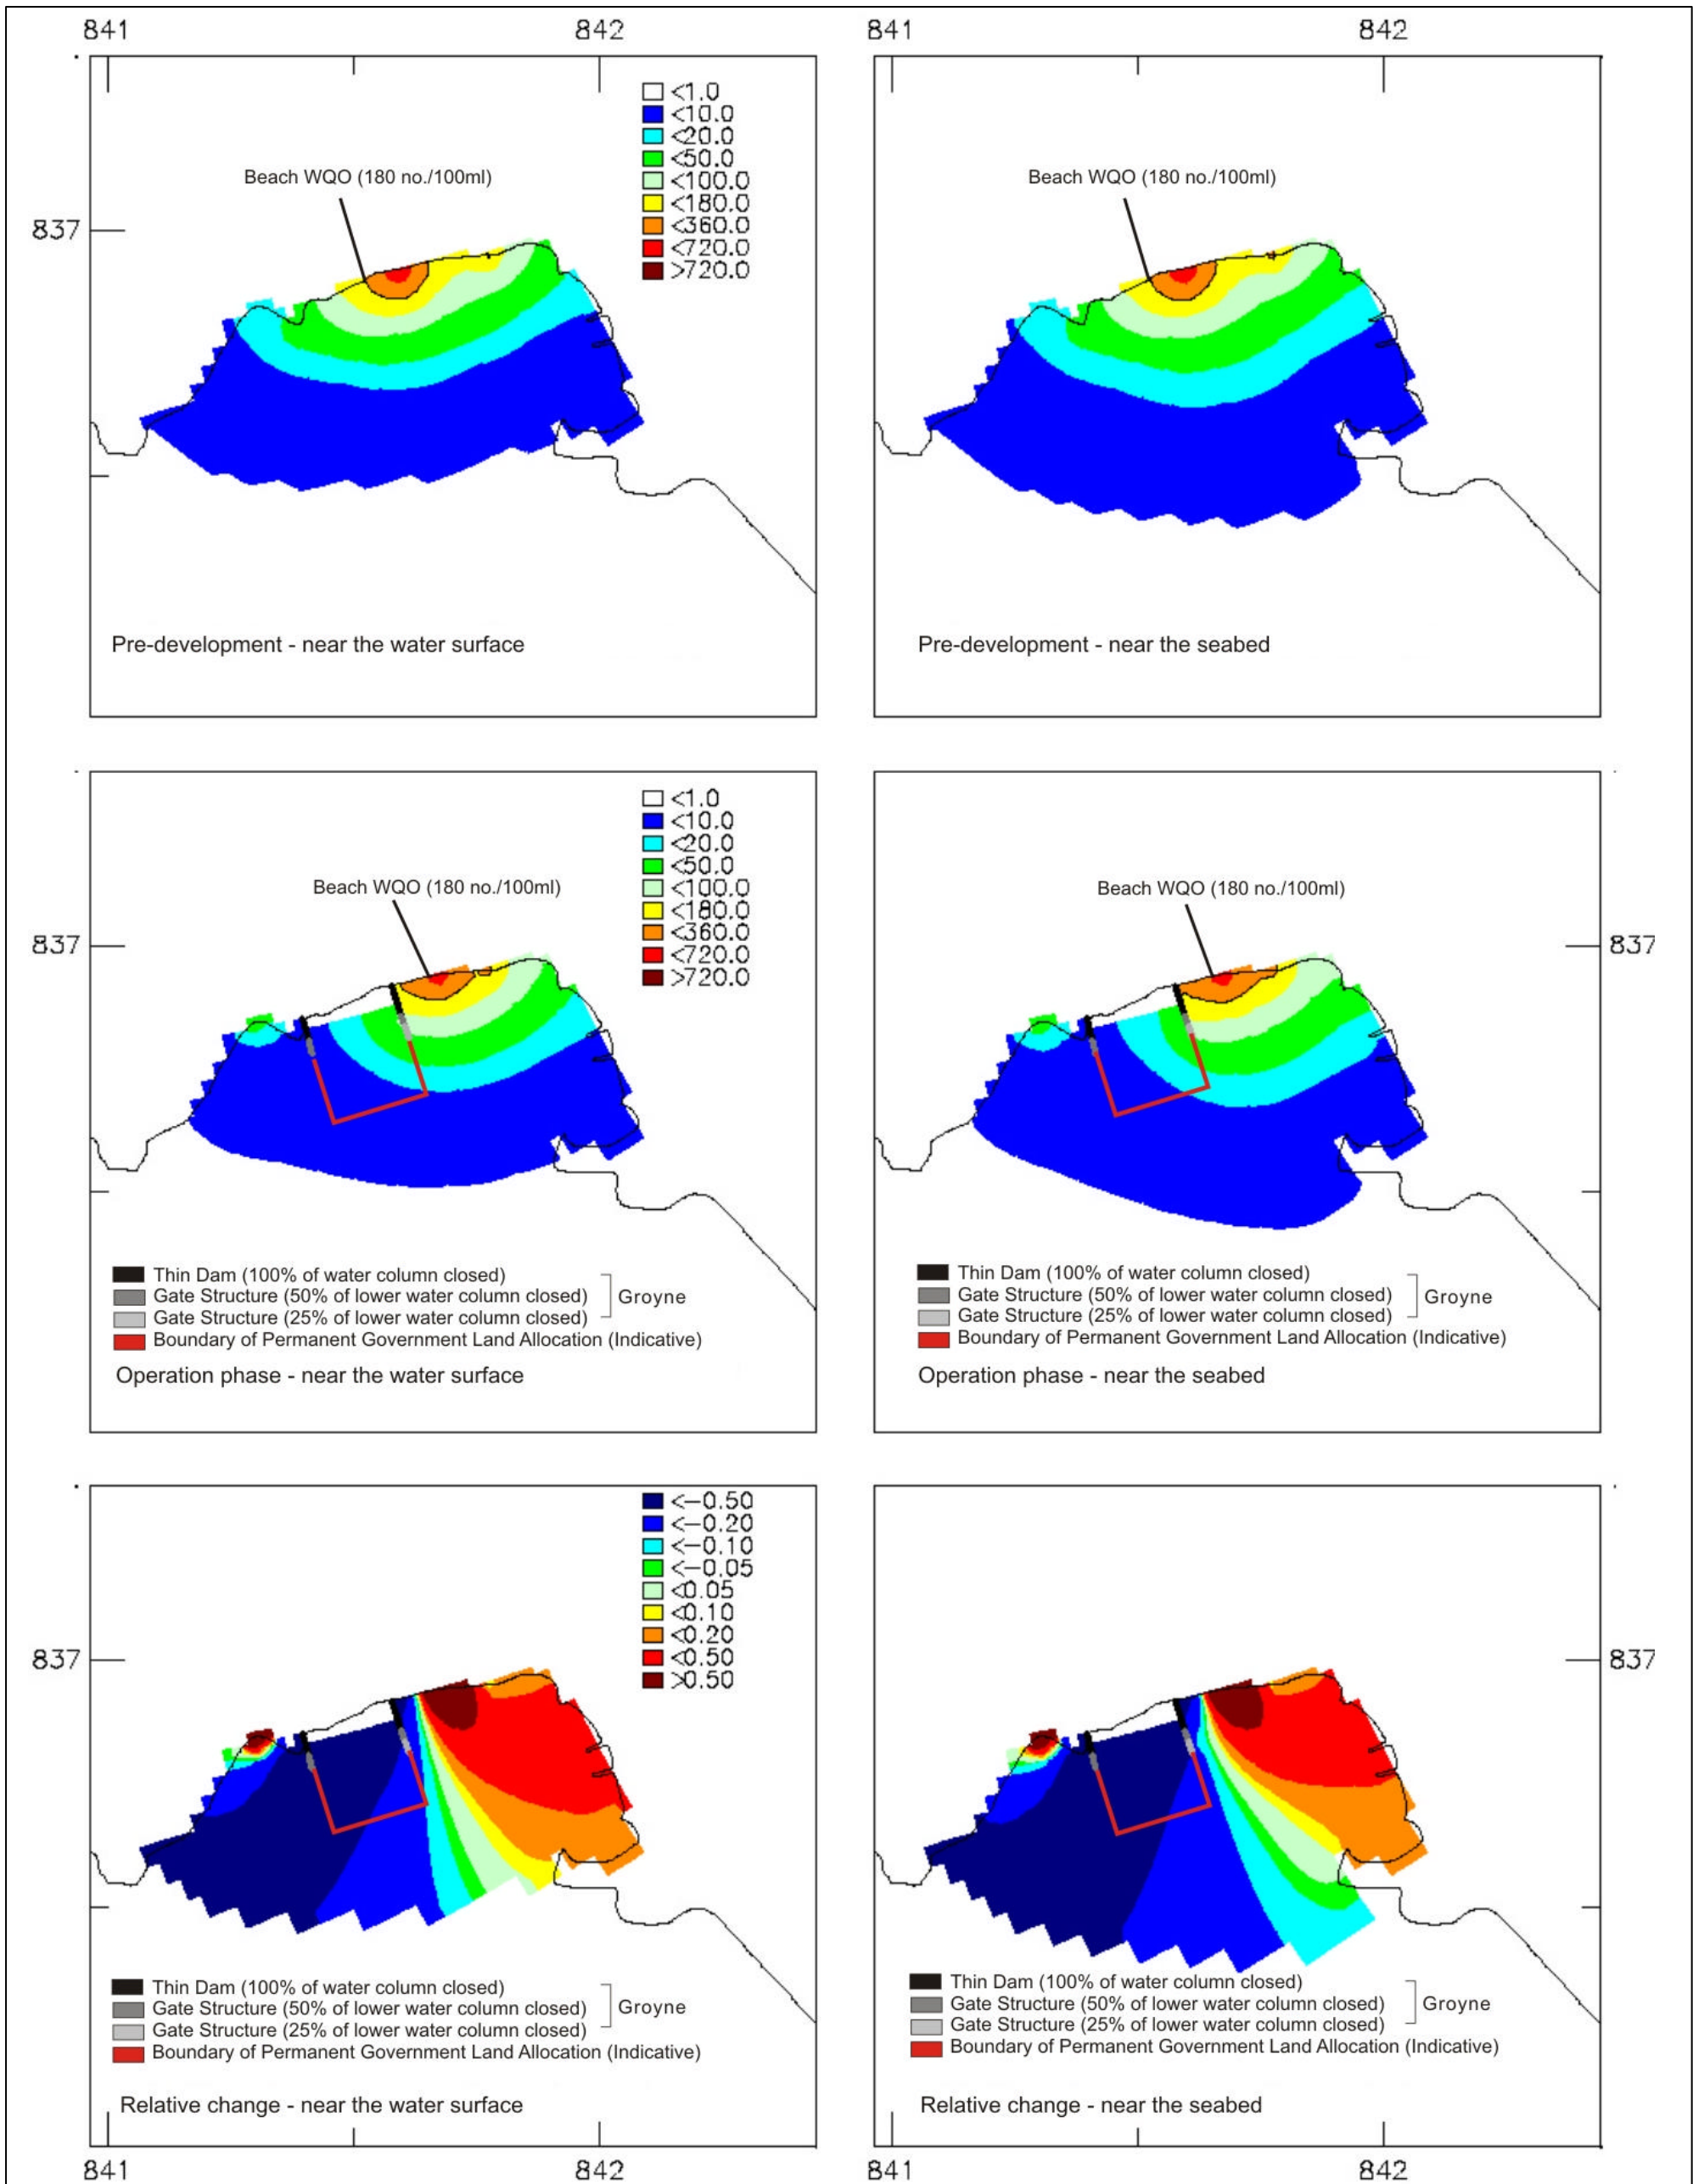 841 842 841 842
<1.0
<10.0
<20.0
<50.0
<100.0
<180.0
<360.0
<720.0
>720.0
Beach WQO (180 no./100ml)
Beach WQO (180 no./100ml)
837
Pre-development - near the water surface
Pre-development - near the seabed
<1.0
<10.0
<20.0
<50.0
<100.0
<180.0
<360.0
<720.0
>720.0
Beach WQO (180 no./100ml)
Beach WQO (180 no./100ml)
837
837
Thin Dam (100% of water column closed)
Gate Structure (50% of lower water column closed)
Gate Structure (25% of lower water column closed)
Groyne
Boundary of Permanent Government Land Allocation (Indicative)
Operation phase - near the water surface
Thin Dam (100% of water column closed)
Gate Structure (50% of lower water column closed)
Gate Structure (25% of lower water column closed)
Groyne
Boundary of Permanent Government Land Allocation (Indicative)
Operation phase - near the seabed
<-0.50
<-0.20
<-0.10
<-0.05
<0.05
<0.10
<0.20
<0.50
>0.50
837
837
Thin Dam (100% of water column closed)
Gate Structure (50% of lower water column closed)
Gate Structure (25% of lower water column closed)
Groyne
Boundary of Permanent Government Land Allocation (Indicative)
Relative change - near the water surface
Thin Dam (100% of water column closed)
Gate Structure (50% of lower water column closed)
Gate Structure (25% of lower water column closed)
Groyne
Boundary of Permanent Government Land Allocation (Indicative)
Relative change - near the seabed
841 842 841 842